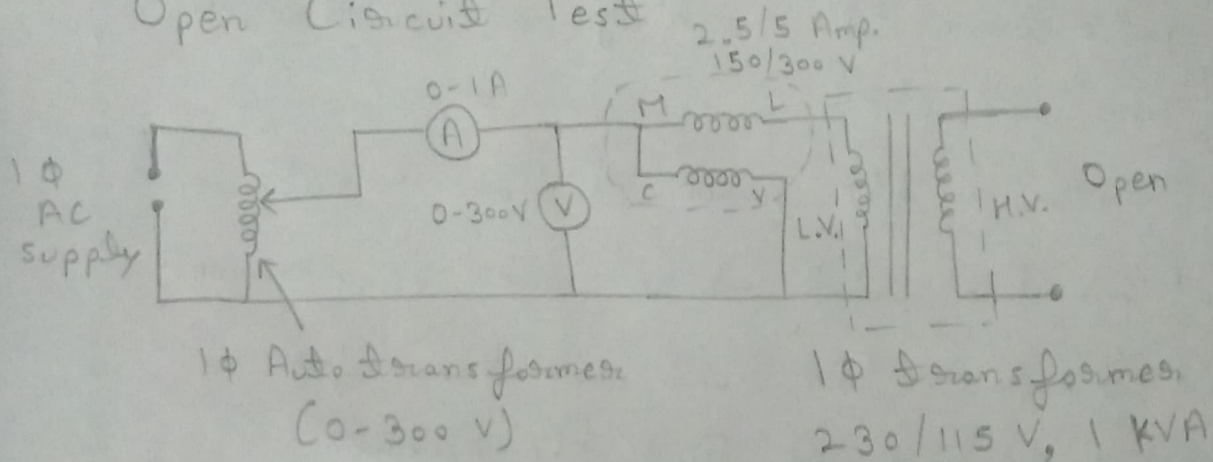 Open Circuit Test
2.5/5 Amp.
150/300 V
0-1A
M L
A
1ϕ
AC
Supply
0-300V V
C V
L.V.
H.V.
Open
1ϕ Auto transformer
(0-300 V)
1ϕ transformer.
230/115 V, 1 KVA